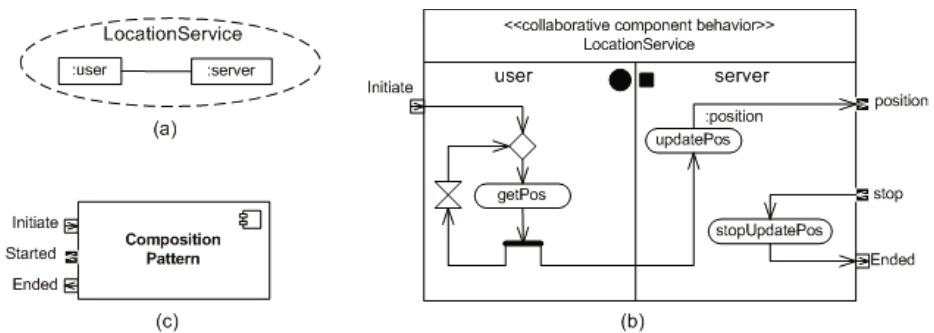 LocationService
:user
:server
(a)
Initiate
Started
Ended
Composition
Pattern
(c)
<<collaborative component behavior>>
LocationService
user
server
Initiate
getPos
:position
updatePos
stopUpdatePos
position
stop
Ended
(b)